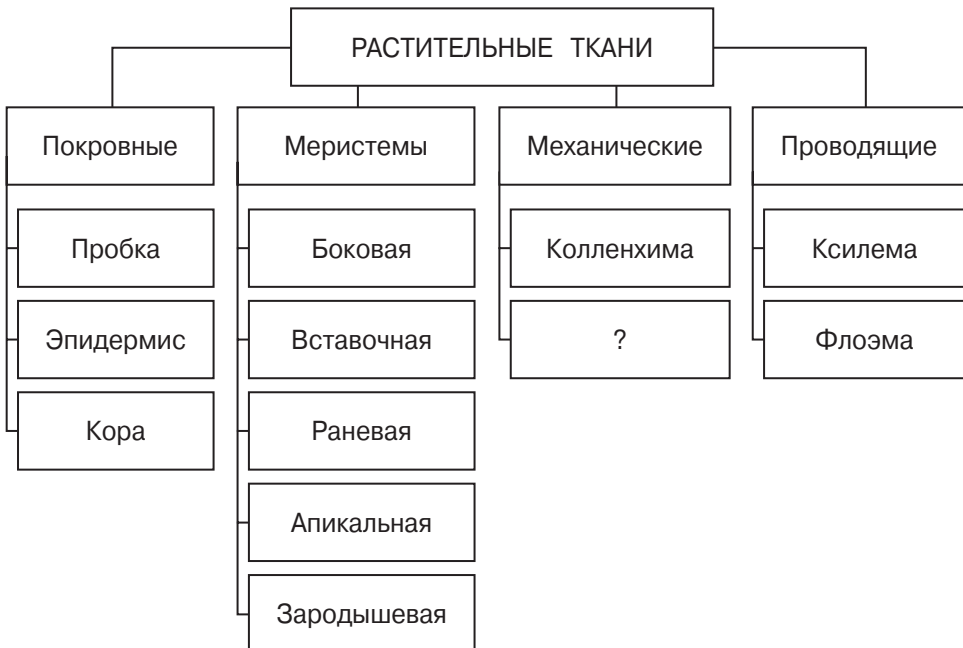 РАСТИТЕЛЬНЫЕ ТКАНИ
Покровные
Меристемы
Механические
Проводящие
Пробка
Боковая
Колленхима
Ксилема
Эпидермис
Вставочная
?
Флоэма
Кора
Раневая
Апикальная
Зародышевая